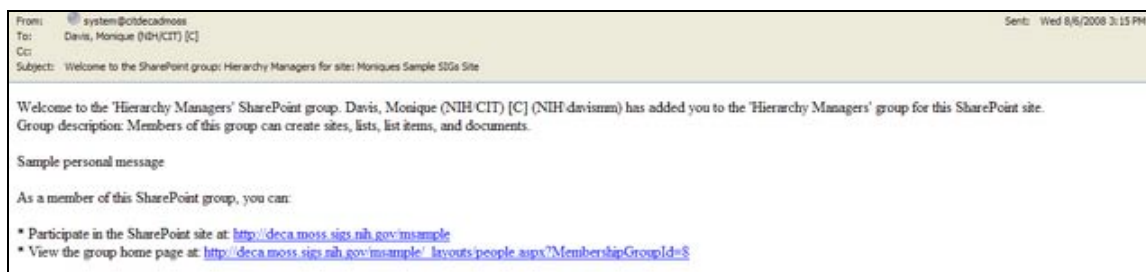 From: system@citdecadmoss Sent: Wed 8/6/2008 3:15 PM
To: Davis, Monique (NIH/CIT) [C]
Cc:
Subject: Welcome to the SharePoint group: Hierarchy Managers for site: Moniques Sample SIGs Site
Welcome to the 'Hierarchy Managers' SharePoint group. Davis, Monique (NIH/CIT) [C] (NIH\davismm) has added you to the 'Hierarchy Managers' group for this SharePoint site.
Group description: Members of this group can create sites, lists, list items, and documents.
Sample personal message
As a member of this SharePoint group, you can:
* Participate in the SharePoint site at: http://deca.moss.sigs.nih.gov/msample
* View the group home page at: http://deca.moss.sigs.nih.gov/msample/_layouts/people.aspx?MembershipGroupId=8